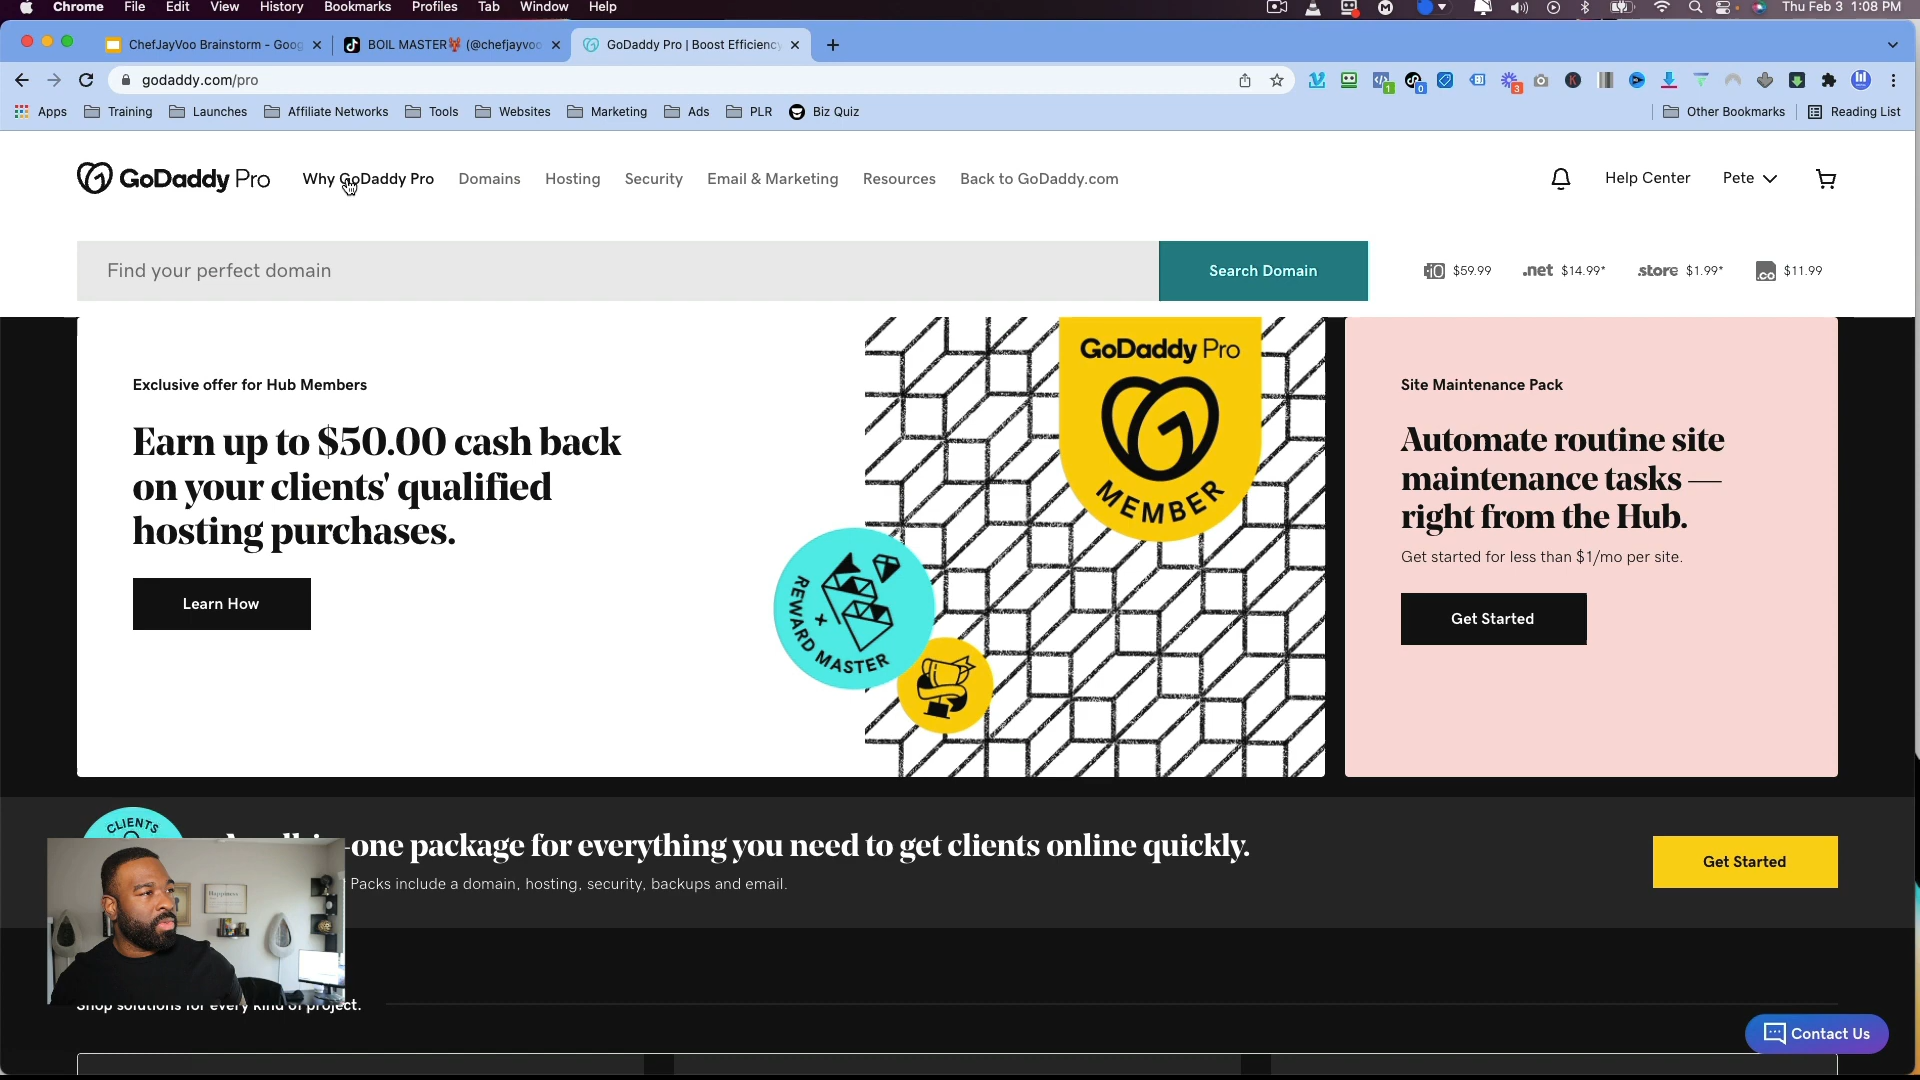 Chrome File Edit View History Bookmarks Profiles Tab Window Help Thu Feb 3 1:08 PM
ChefJayVoo Brainstorm - Goog BOIL MASTER🦞 (@chefjayvoo GoDaddy Pro | Boost Efficiency
godaddy.com/pro
Apps Training Launches Affiliate Networks Tools Websites Marketing Ads PLR Biz Quiz Other Bookmarks Reading List
GoDaddy Pro Why GoDaddy Pro Domains Hosting Security Email & Marketing Resources Back to GoDaddy.com Help Center Pete
Find your perfect domain Search Domain .io $59.99 .net $14.99* .store $1.99* .co $11.99
Exclusive offer for Hub Members
Earn up to $50.00 cash back
on your clients' qualified
hosting purchases.
Learn How
GoDaddy Pro
MEMBER
REWARD MASTER
Site Maintenance Pack
Automate routine site
maintenance tasks —
right from the Hub.
Get started for less than $1/mo per site.
Get Started
CLIENTS
-one package for everything you need to get clients online quickly.
Packs include a domain, hosting, security, backups and email.
Get Started
Happiness
Shop solutions for every kind of project.
Contact Us